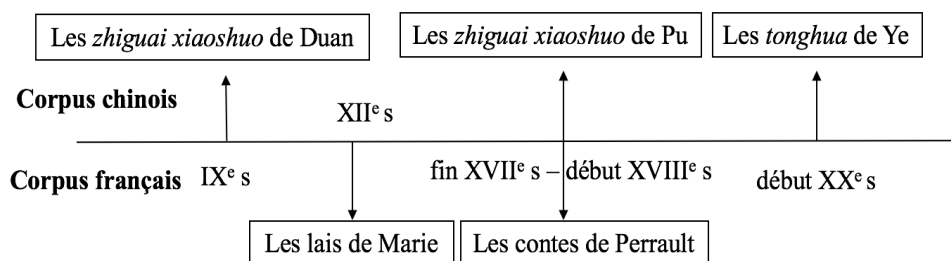 Les zhiguai xiaoshuo de Duan
Les zhiguai xiaoshuo de Pu
Les tonghua de Ye
Corpus chinois
XIIᵉ s
Corpus français
IXᵉ s
fin XVIIᵉ s – début XVIIIᵉ s
début XXᵉ s
Les lais de Marie
Les contes de Perrault